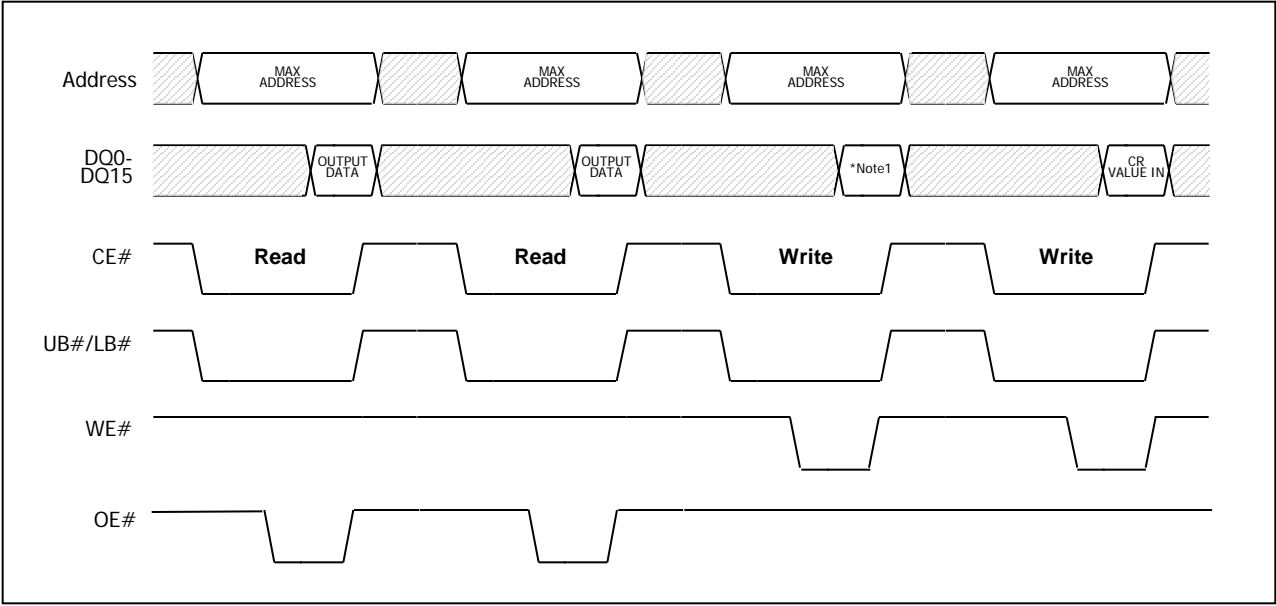 Address
MAX
ADDRESS
MAX
ADDRESS
MAX
ADDRESS
MAX
ADDRESS
DQ0-
DQ15
OUTPUT
DATA
OUTPUT
DATA
*Note1
CR
VALUE IN
CE#
Read
Read
Write
Write
UB#/LB#
WE#
OE#